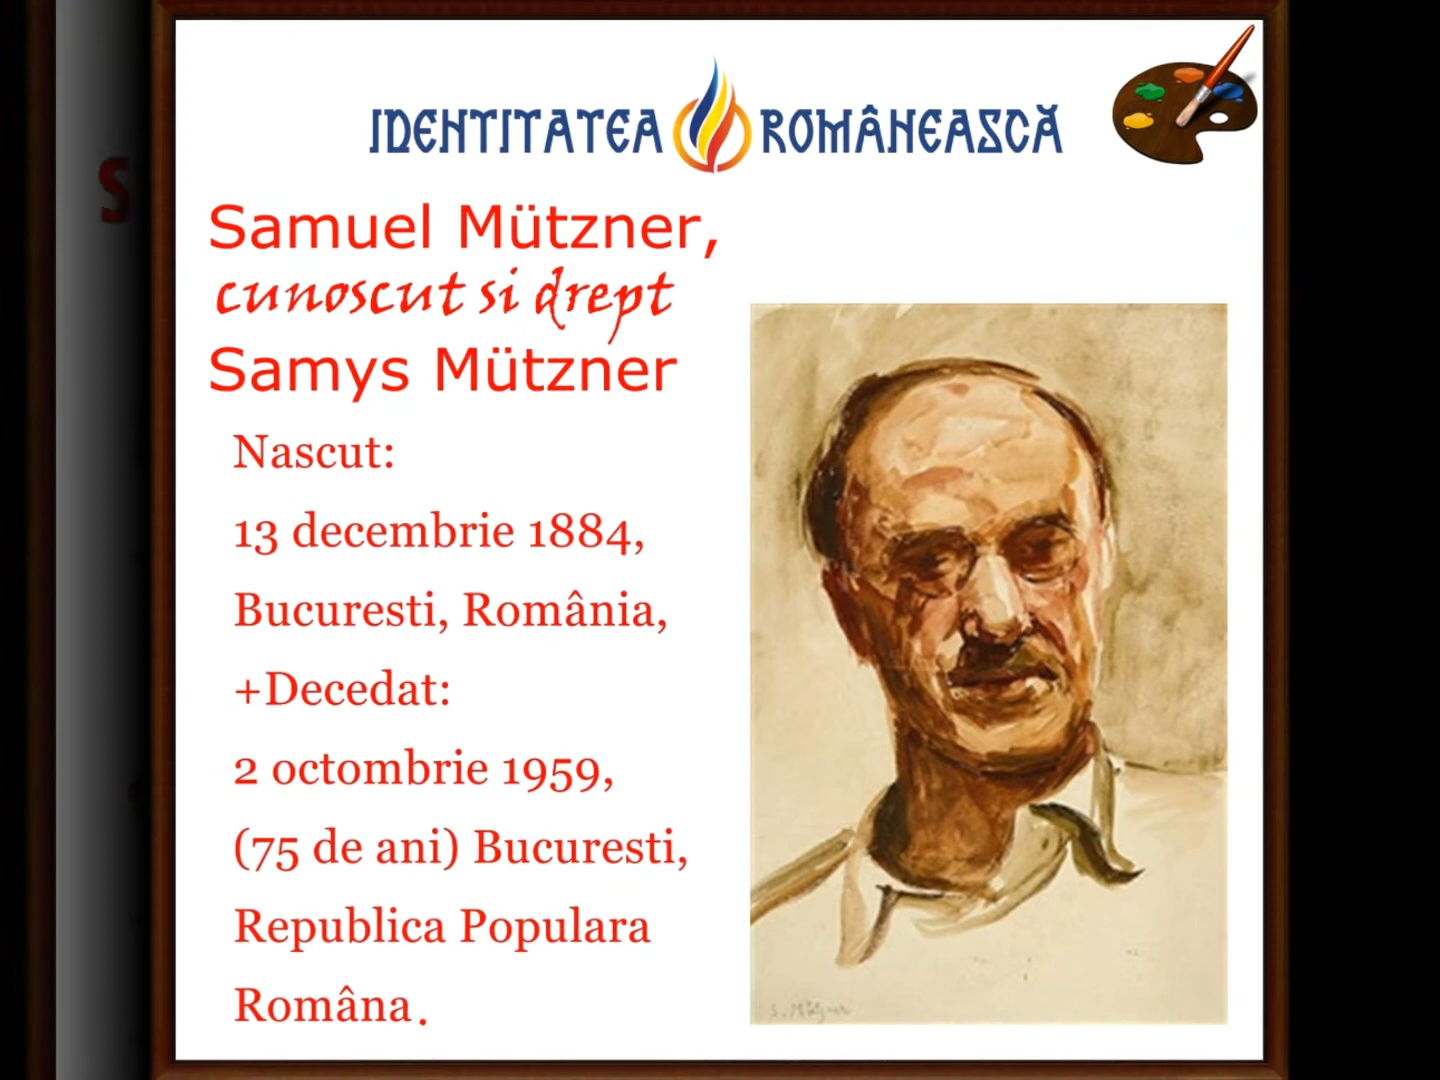 IDENTITATEA ROMÂNEASCĂ
Samuel Mützner,
cunoscut si drept
Samys Mützner
Nascut:
13 decembrie 1884,
Bucuresti, România,
+Decedat:
2 octombrie 1959,
(75 de ani) Bucuresti,
Republica Populara
Româna.
S
S. Mützner